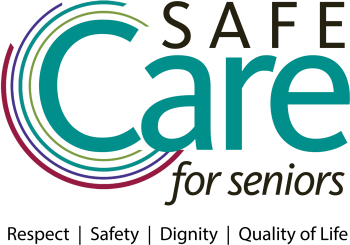 SAFE
Care
for seniors
Respect | Safety | Dignity | Quality of Life